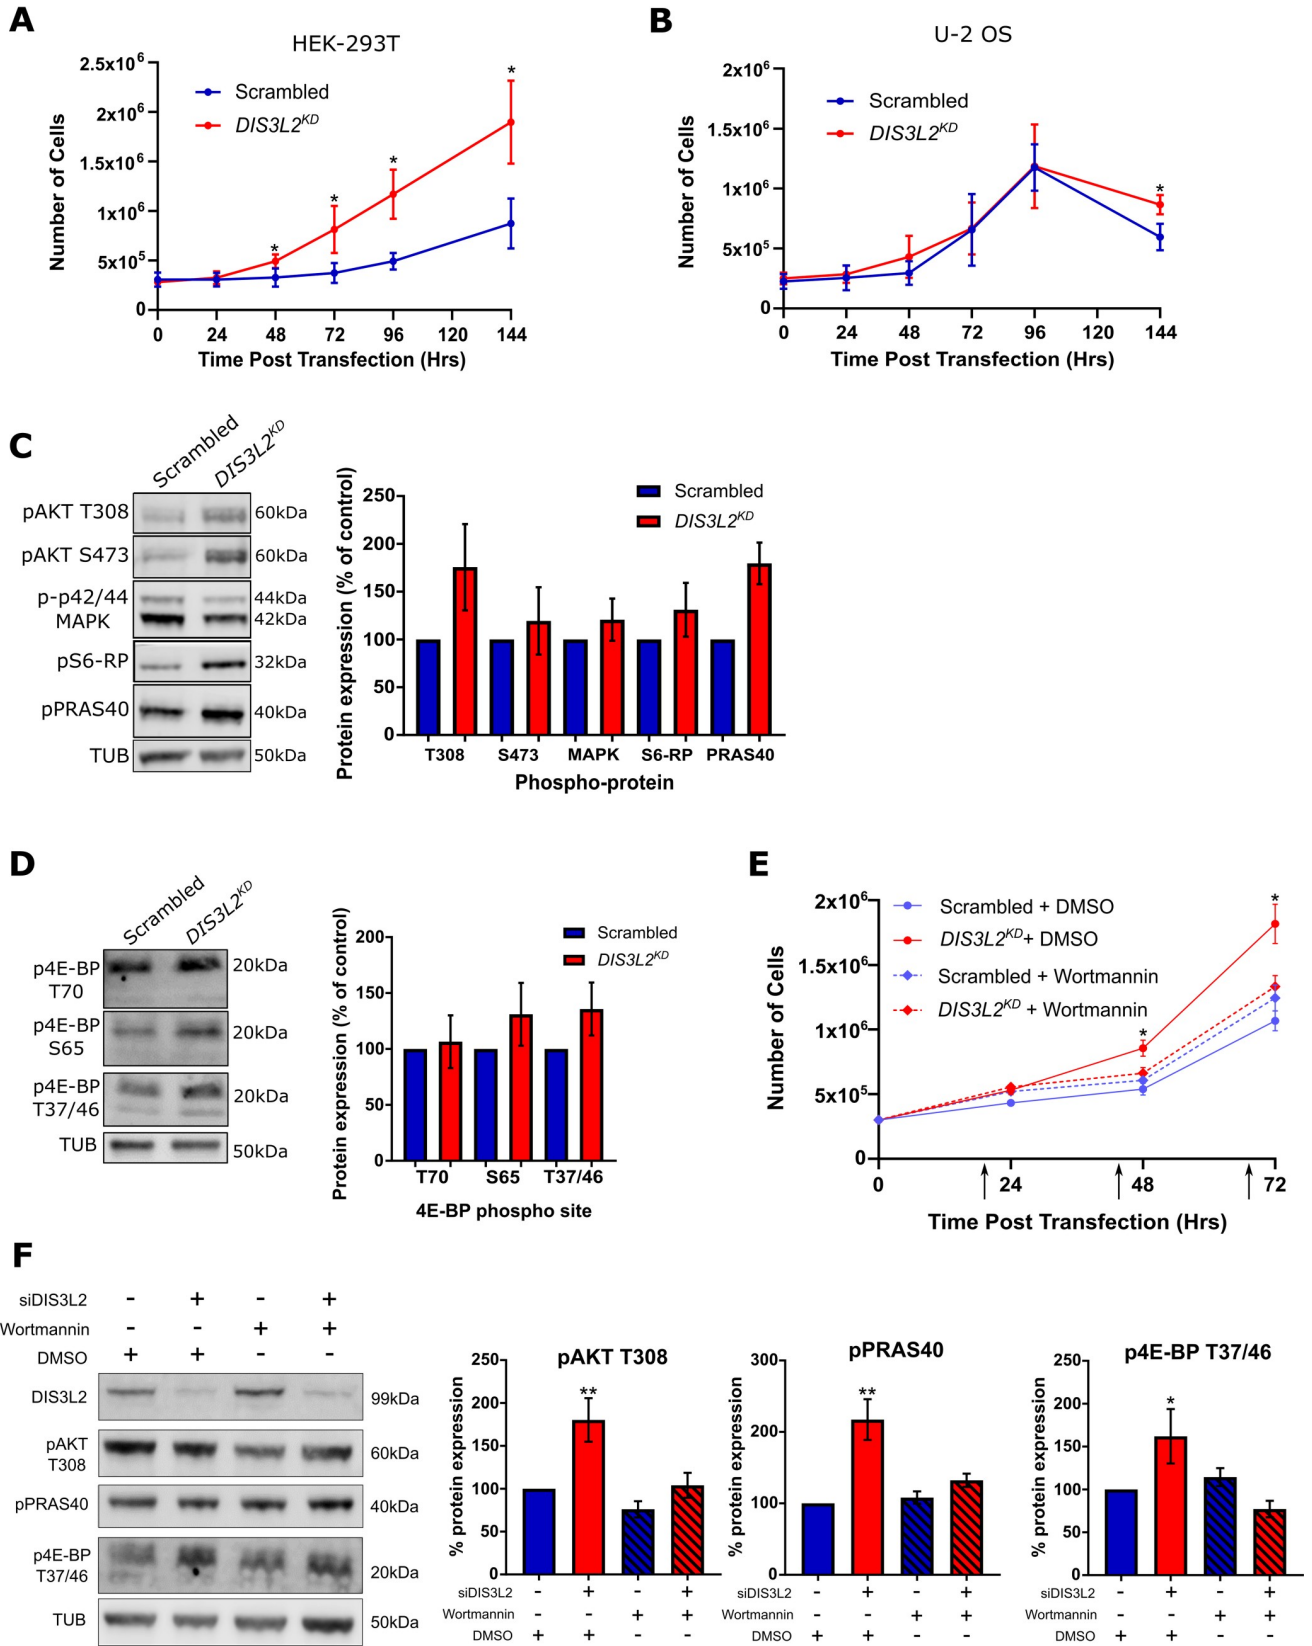 A
HEK-293T
2.5x10⁶
2x10⁶
1.5x10⁶
1x10⁶
5x10⁵
0
Number of Cells
Scrambled
DIS3L2ᴷᴰ
* * * *
0 24 48 72 96 120 144
Time Post Transfection (Hrs)
B
U-2 OS
2x10⁶
1.5x10⁶
1x10⁶
5x10⁵
0
Number of Cells
Scrambled
DIS3L2ᴷᴰ
*
0 24 48 72 96 120 144
Time Post Transfection (Hrs)
C
Scrambled DIS3L2ᴷᴰ
pAKT T308 60kDa
pAKT S473 60kDa
p-p42/44 44kDa
MAPK 42kDa
pS6-RP 32kDa
pPRAS40 40kDa
TUB 50kDa
Protein expression (% of control)
250
200
150
100
50
0
Scrambled
DIS3L2ᴷᴰ
T308 S473 MAPK S6-RP PRAS40
Phospho-protein
D
Scrambled DIS3L2ᴷᴰ
p4E-BP 20kDa
T70
p4E-BP 20kDa
S65
p4E-BP 20kDa
T37/46
TUB 50kDa
Protein expression (% of control)
200
150
100
50
0
Scrambled
DIS3L2ᴷᴰ
T70 S65 T37/46
4E-BP phospho site
E
Number of Cells
2x10⁶
1.5x10⁶
1x10⁶
5x10⁵
0
Scrambled + DMSO
DIS3L2ᴷᴰ+ DMSO
Scrambled + Wortmannin
DIS3L2ᴷᴰ + Wortmannin
* *
0 24 48 72
Time Post Transfection (Hrs)
F
siDIS3L2 - + - +
Wortmannin - - + +
DMSO + + - -
DIS3L2 99kDa
pAKT 60kDa
T308
pPRAS40 40kDa
p4E-BP 20kDa
T37/46
TUB 50kDa
pAKT T308
% protein expression
250
200
150
100
50
0
**
siDIS3L2 - + - +
Wortmannin - - + +
DMSO + + - -
pPRAS40
% protein expression
300
200
100
0
**
siDIS3L2 - + - +
Wortmannin - - + +
DMSO + + - -
p4E-BP T37/46
% protein expression
250
200
150
100
50
0
*
siDIS3L2 - + - +
Wortmannin - - + +
DMSO + + - -